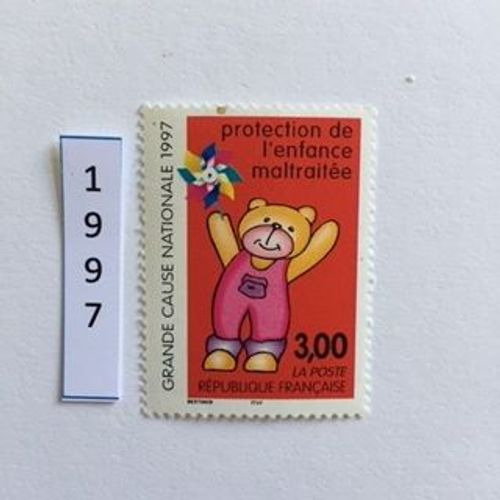 1
9
9
7
GRANDE CAUSE NATIONALE 1997
protection de
l'enfance
maltraitée
3,00
LA POSTE
RÉPUBLIQUE FRANÇAISE